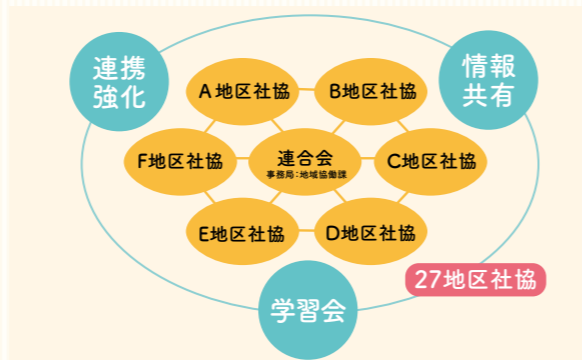 連携
強化
情報
共有
A地区社協
B地区社協
F地区社協
連合会
事務局:地域協働課
C地区社協
E地区社協
D地区社協
27地区社協
学習会